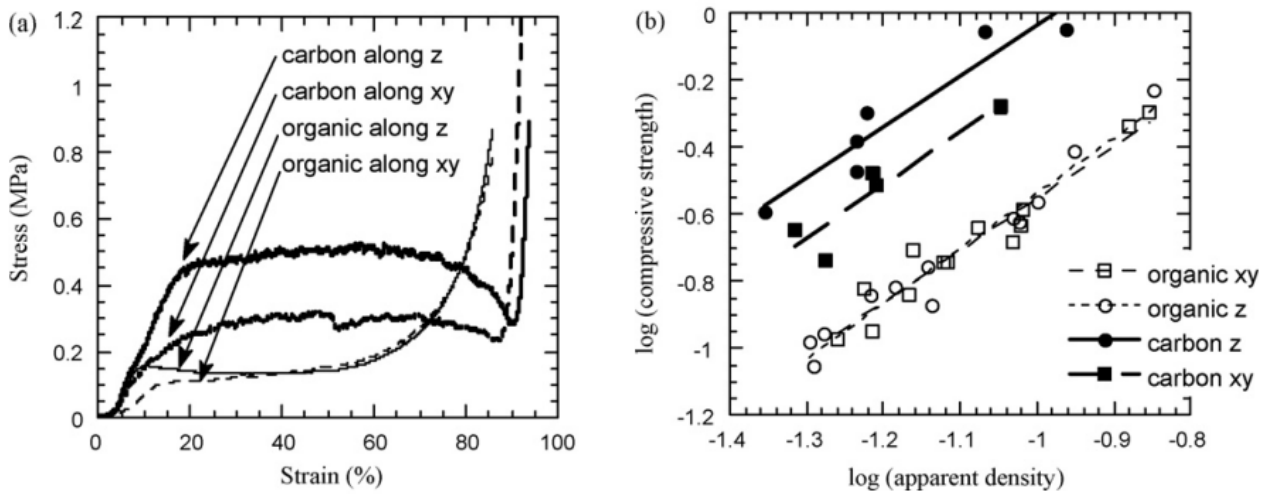 (a)
1.2
1
0.8
0.6
0.4
0.2
0
Stress (MPa)
carbon along z
carbon along xy
organic along z
organic along xy
0 20 40 60 80 100
Strain (%)
(b)
0
-0.2
-0.4
-0.6
-0.8
-1
-1.2
log (compressive strength)
organic xy
organic z
carbon z
carbon xy
-1.4 -1.3 -1.2 -1.1 -1 -0.9 -0.8
log (apparent density)